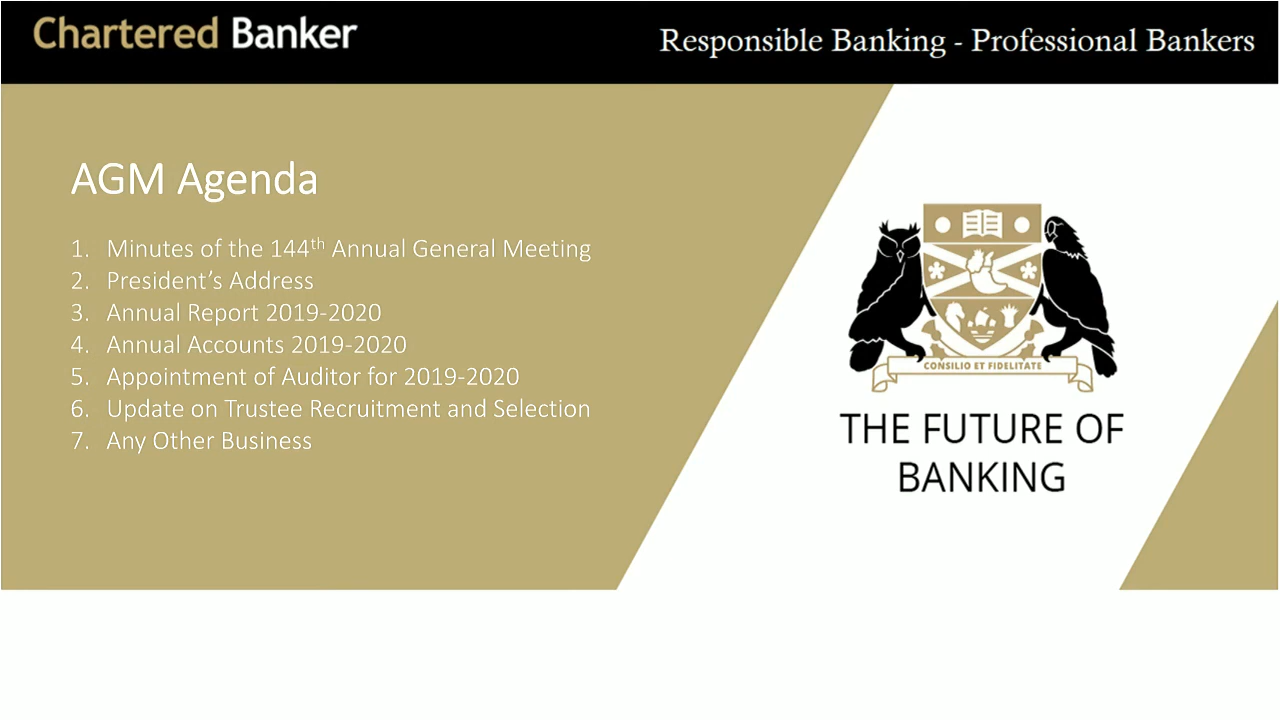 Chartered Banker
Responsible Banking - Professional Bankers
AGM Agenda
1. Minutes of the 144th Annual General Meeting
2. President’s Address
3. Annual Report 2019-2020
4. Annual Accounts 2019-2020
5. Appointment of Auditor for 2019-2020
6. Update on Trustee Recruitment and Selection
7. Any Other Business
CONSILIO ET FIDELITATE
THE FUTURE OF
BANKING